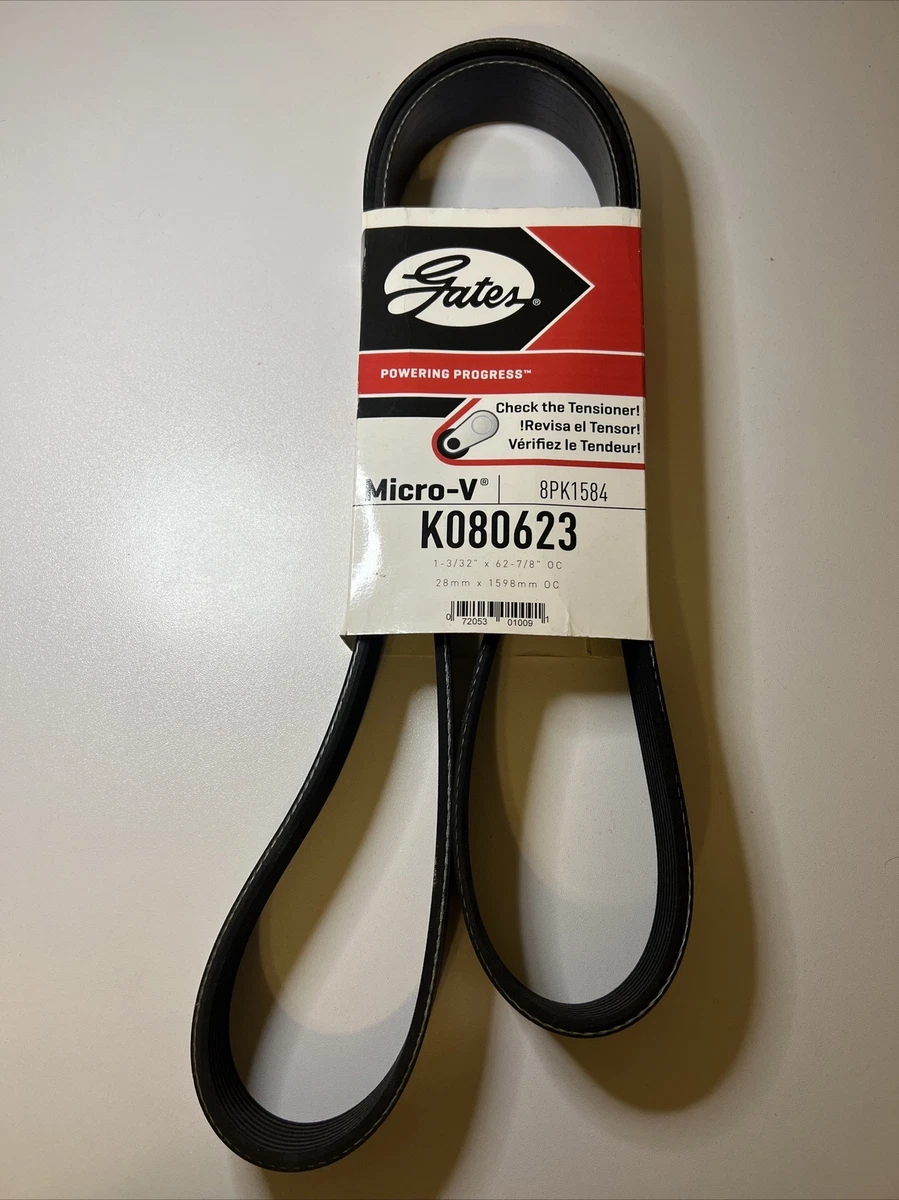 Gates®
POWERING PROGRESS™
Check the Tensioner!
!Revisa el Tensor!
Vérifiez le Tendeur!
Micro-V® 8PK1584
K080623
1-3/32" x 62-7/8" OC
28mm x 1598mm OC
0 72053 01009 1